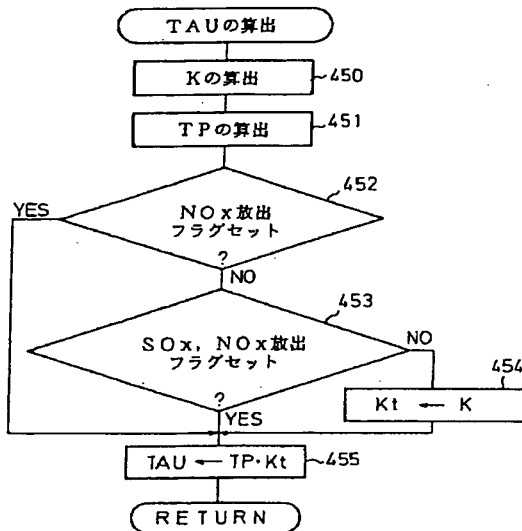 TAUの算出
Kの算出
450
TPの算出
451
452
YES
NOx放出
フラグセット
?
NO
453
SOx, NOx放出
フラグセット
?
NO
YES
454
Kt ← K
TAU ← TP・Kt
455
RETURN